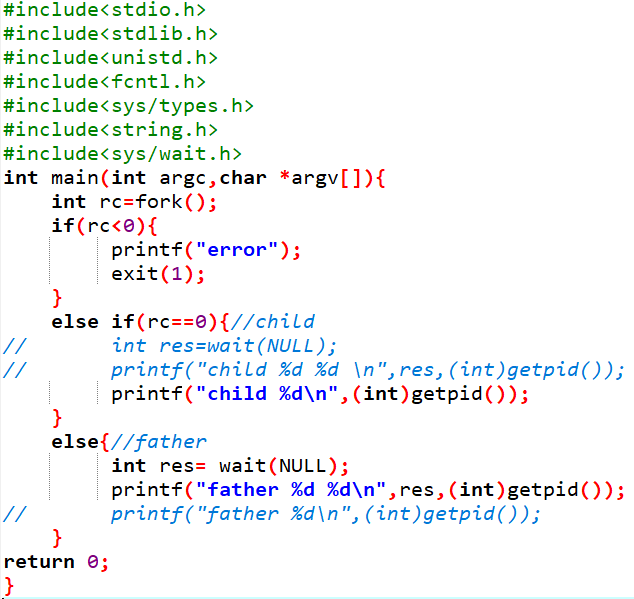 #include<stdio.h>
#include<stdlib.h>
#include<unistd.h>
#include<fcntl.h>
#include<sys/types.h>
#include<string.h>
#include<sys/wait.h>
int main(int argc,char *argv[]){
    int rc=fork();
    if(rc<0){
         printf("error");
         exit(1);
    }
    else if(rc==0){//child
//       int res=wait(NULL);
//       printf("child %d %d \n",res,(int)getpid());
         printf("child %d\n",(int)getpid());
    }
    else{//father
         int res= wait(NULL);
         printf("father %d %d\n",res,(int)getpid());
//       printf("father %d\n",(int)getpid());
    }
return 0;
}